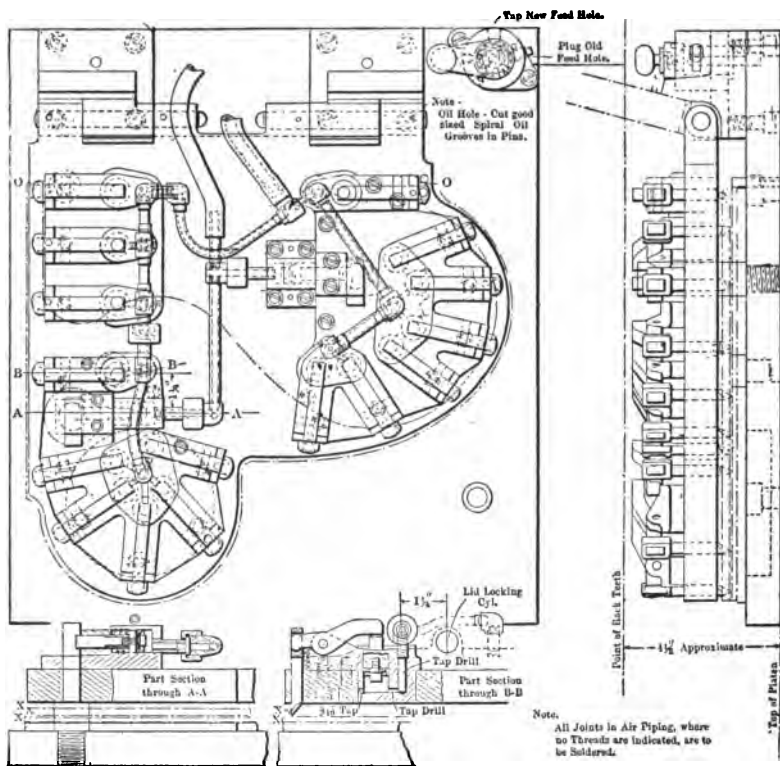 Tap New Feed Hole.
Plug Old
Feed Hole.
Note -
Oil Hole - Cut good
sized Spiral Oil
Grooves in Pins.
O
O
B
B
A
A
Lid Locking
Cyl.
Tap Drill
Part Section
through A-A
Part Section
through B-B
Tap
Tap Drill
X
X
Point of Rack Teeth
Approximate
Top of Platen
Note.
All Joints in Air Piping, where
no Threads are indicated, are to
be Soldered.